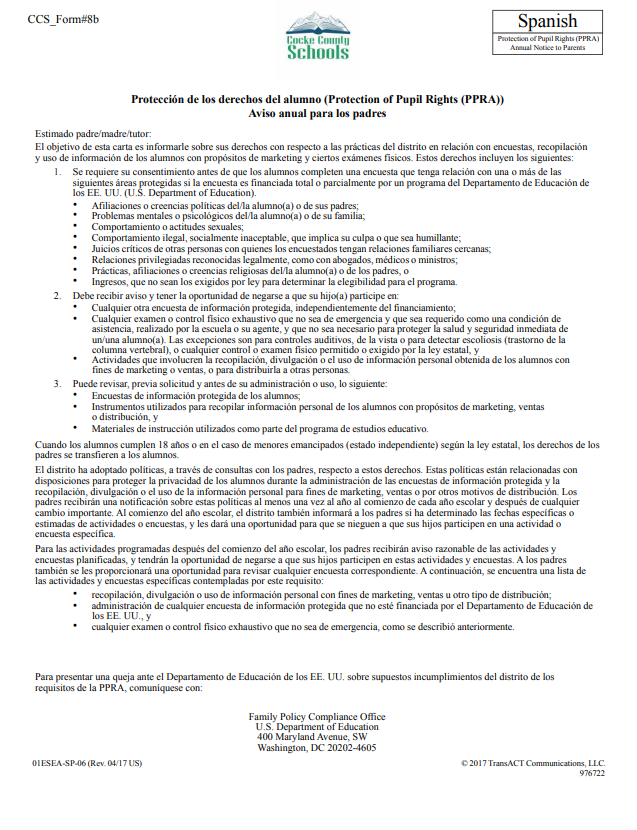 CCS_Form#8b
Cocke County
Schools
Spanish
Protection of Pupil Rights (PPRA)
Annual Notice to Parents
Protección de los derechos del alumno (Protection of Pupil Rights (PPRA))
Aviso anual para los padres
Estimado padre/madre/tutor:
El objetivo de esta carta es informarle sobre sus derechos con respecto a las prácticas del distrito en relación con encuestas, recopilación
y uso de información de los alumnos con propósitos de marketing y ciertos exámenes físicos. Estos derechos incluyen los siguientes:
1. Se requiere su consentimiento antes de que los alumnos completen una encuesta que tenga relación con una o más de las
siguientes áreas protegidas si la encuesta es financiada total o parcialmente por un programa del Departamento de Educación de
los EE. UU. (U.S. Department of Education).
• Afiliaciones o creencias políticas del/la alumno(a) o de sus padres;
• Problemas mentales o psicológicos del/la alumno(a) o de su familia;
• Comportamiento o actitudes sexuales;
• Comportamiento ilegal, socialmente inaceptable, que implica su culpa o que sea humillante;
• Juicios críticos de otras personas con quienes los encuestados tengan relaciones familiares cercanas;
• Relaciones privilegiadas reconocidas legalmente, como con abogados, médicos o ministros;
• Prácticas, afiliaciones o creencias religiosas del/la alumno(a) o de los padres, o
• Ingresos, que no sean los exigidos por ley para determinar la elegibilidad para el programa.
2. Debe recibir aviso y tener la oportunidad de negarse a que su hijo(a) participe en:
• Cualquier otra encuesta de información protegida, independientemente del financiamiento;
• Cualquier examen o control físico exhaustivo que no sea de emergencia y que sea requerido como una condición de
asistencia, realizado por la escuela o su agente, y que no sea necesario para proteger la salud y seguridad inmediata de
un/una alumno(a). Las excepciones son para controles auditivos, de la vista o para detectar escoliosis (trastorno de la
columna vertebral), o cualquier control o examen físico permitido o exigido por la ley estatal, y
• Actividades que involucren la recopilación, divulgación o el uso de información personal obtenida de los alumnos con
fines de marketing o ventas, o para distribuirla a otras personas.
3. Puede revisar, previa solicitud y antes de su administración o uso, lo siguiente:
• Encuestas de información protegida de los alumnos;
• Instrumentos utilizados para recopilar información personal de los alumnos con propósitos de marketing, ventas
o distribución, y
• Materiales de instrucción utilizados como parte del programa de estudios educativo.
Cuando los alumnos cumplen 18 años o en el caso de menores emancipados (estado independiente) según la ley estatal, los derechos de los
padres se transfieren a los alumnos.
El distrito ha adoptado políticas, a través de consultas con los padres, respecto a estos derechos. Estas políticas están relacionadas con
disposiciones para proteger la privacidad de los alumnos durante la administración de las encuestas de información protegida y la
recopilación, divulgación o el uso de la información personal para fines de marketing, ventas o por otros motivos de distribución. Los
padres recibirán una notificación sobre estas políticas al menos una vez al año al comienzo de cada año escolar y después de cualquier
cambio importante. Al comienzo del año escolar, el distrito también informará a los padres si ha determinado las fechas específicas o
estimadas de actividades o encuestas, y les dará una oportunidad para que se nieguen a que sus hijos participen en una actividad o
encuesta específica.
Para las actividades programadas después del comienzo del año escolar, los padres recibirán aviso razonable de las actividades y
encuestas planificadas, y tendrán la oportunidad de negarse a que sus hijos participen en estas actividades y encuestas. A los padres
también se les proporcionará una oportunidad para revisar cualquier encuesta correspondiente. A continuación, se encuentra una lista de
las actividades y encuestas específicas contempladas por este requisito:
• recopilación, divulgación o uso de información personal con fines de marketing, ventas u otro tipo de distribución;
• administración de cualquier encuesta de información protegida que no esté financiada por el Departamento de Educación de
los EE. UU., y
• cualquier examen o control físico exhaustivo que no sea de emergencia, como se describió anteriormente.
Para presentar una queja ante el Departamento de Educación de los EE. UU. sobre supuestos incumplimientos del distrito de los
requisitos de la PPRA, comuníquese con:
Family Policy Compliance Office
U.S. Department of Education
400 Maryland Avenue, SW
Washington, DC 20202-4605
01ESEA-SP-06 (Rev. 04/17 US)
© 2017 TransACT Communications, LLC.
976722